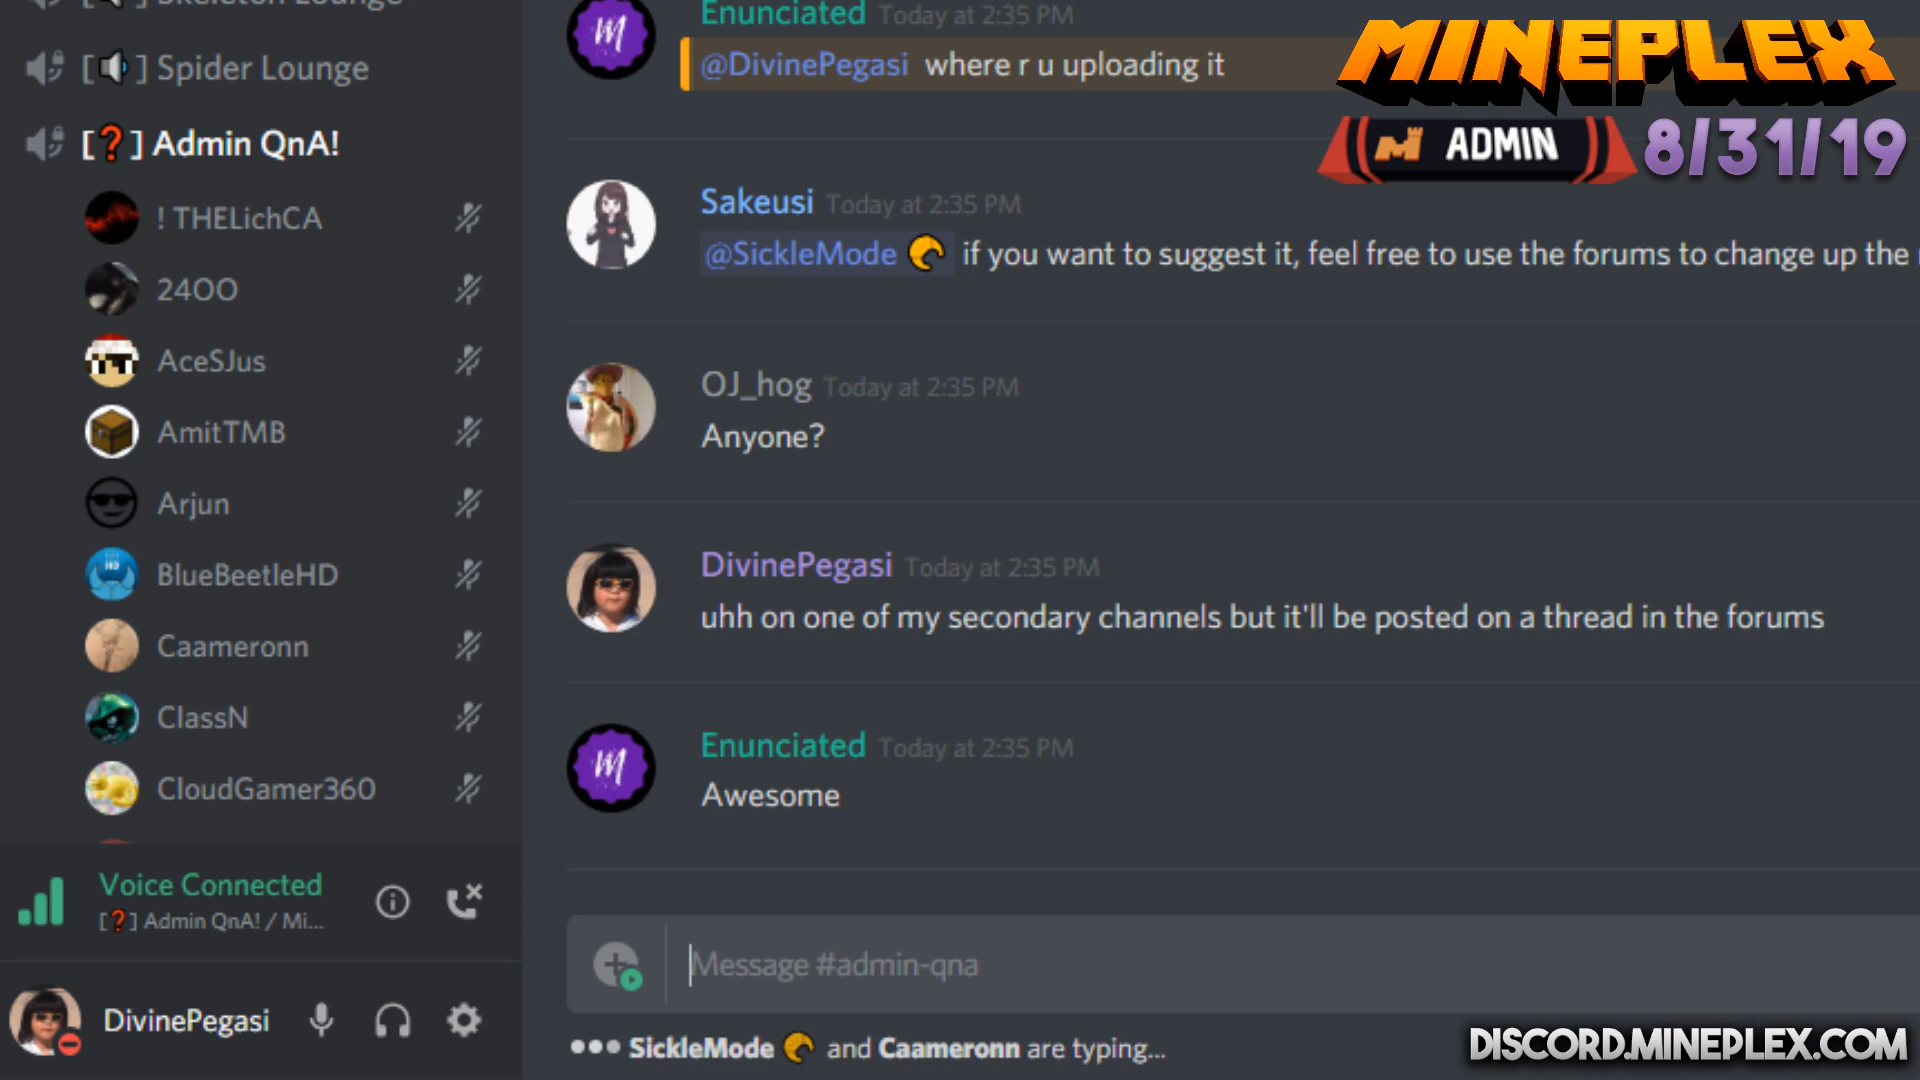 Skeleton Lounge
[🔊] Spider Lounge
[❓] Admin QnA!
! THELichCA
24OO
AceSJus
AmitTMB
Arjun
BlueBeetleHD
Caameronn
ClassN
CloudGamer360
Voice Connected
[❓] Admin QnA! / Mi...
DivinePegasi
Enunciated Today at 2:35 PM
@DivinePegasi where r u uploading it
Sakeusi Today at 2:35 PM
@SickleMode if you want to suggest it, feel free to use the forums to change up the
OJ_hog Today at 2:35 PM
Anyone?
DivinePegasi Today at 2:35 PM
uhh on one of my secondary channels but it'll be posted on a thread in the forums
Enunciated Today at 2:35 PM
Awesome
Message #admin-qna
SickleMode and Caameronn are typing...
MINEPLEX
ADMIN 8/31/19
DISCORD.MINEPLEX.COM